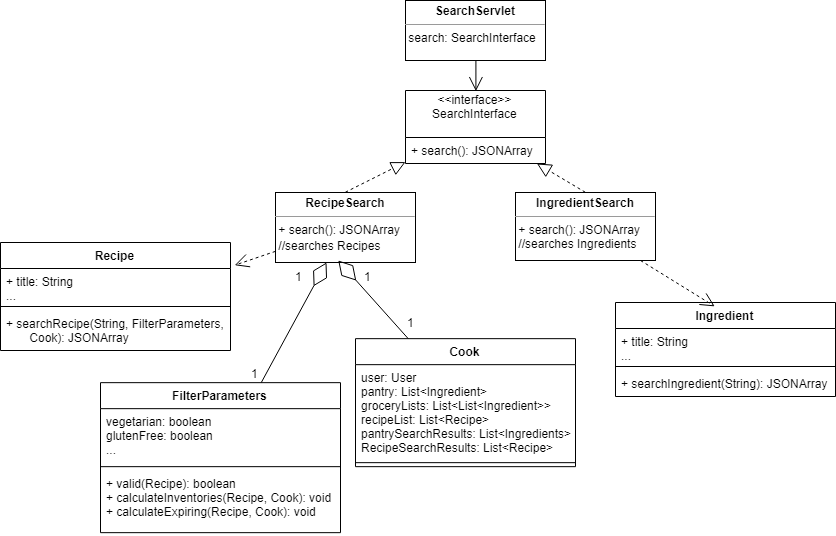 SearchServlet
search: SearchInterface
<<interface>>
SearchInterface
+ search(): JSONArray
RecipeSearch
+ search(): JSONArray
//searches Recipes
IngredientSearch
+ search(): JSONArray
//searches Ingredients
Recipe
+ title: String
...
+ searchRecipe(String, FilterParameters,
Cook): JSONArray
1
1
Ingredient
+ title: String
...
+ searchIngredient(String): JSONArray
1
1
Cook
user: User
pantry: List<Ingredient>
groceryLists: List<List<Ingredient>>
recipeList: List<Recipe>
pantrySearchResults: List<Ingredients>
RecipeSearchResults: List<Recipe>
FilterParameters
vegetarian: boolean
glutenFree: boolean
...
+ valid(Recipe): boolean
+ calculateInventories(Recipe, Cook): void
+ calculateExpiring(Recipe, Cook): void